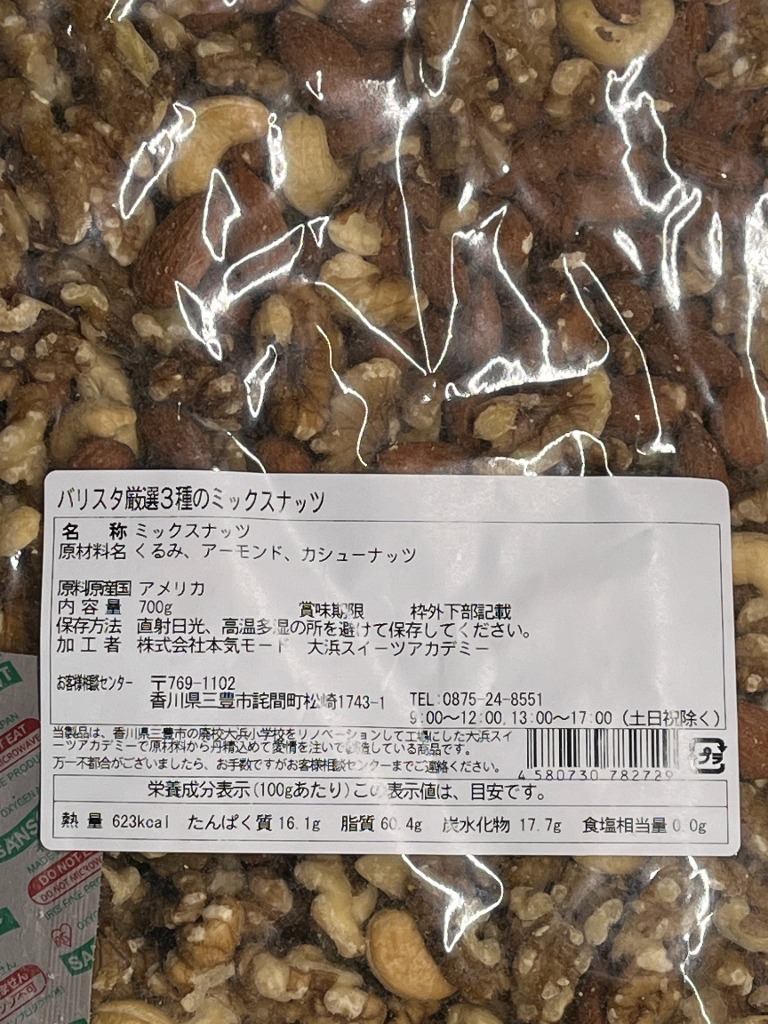 バリスタ厳選3種のミックスナッツ
名 称 ミックスナッツ
原材料名 くるみ、アーモンド、カシューナッツ
原料原産国 アメリカ
内 容 量 700g 賞味期限 枠外下部記載
保存方法 直射日光、高温多湿の所を避けて保存してください。
加 工 者 株式会社本気モード 大浜スイーツアカデミー
お客様相談センター 〒769-1102
香川県三豊市詫間町松崎1743-1 TEL:0875-24-8551
9:00～12:00,13:00～17:00 (土日祝除く)
当製品は、香川県三豊市の廃校大浜小学校をリノベーションして工場にした大浜スイ
ーツアカデミーで原材料から丹精込めて愛情を注いで製造している商品です。
万一不都合がございましたら、お手数ですがお客様相談センターまでご連絡ください。
4 580730 782729
プラ
栄養成分表示(100gあたり)この表示値は、目安です。
熱 量 623kcal たんぱく質 16.1g 脂質 60.4g 炭水化物 17.7g 食塩相当量 0.0g
DO NOT
DO NOT MICROW